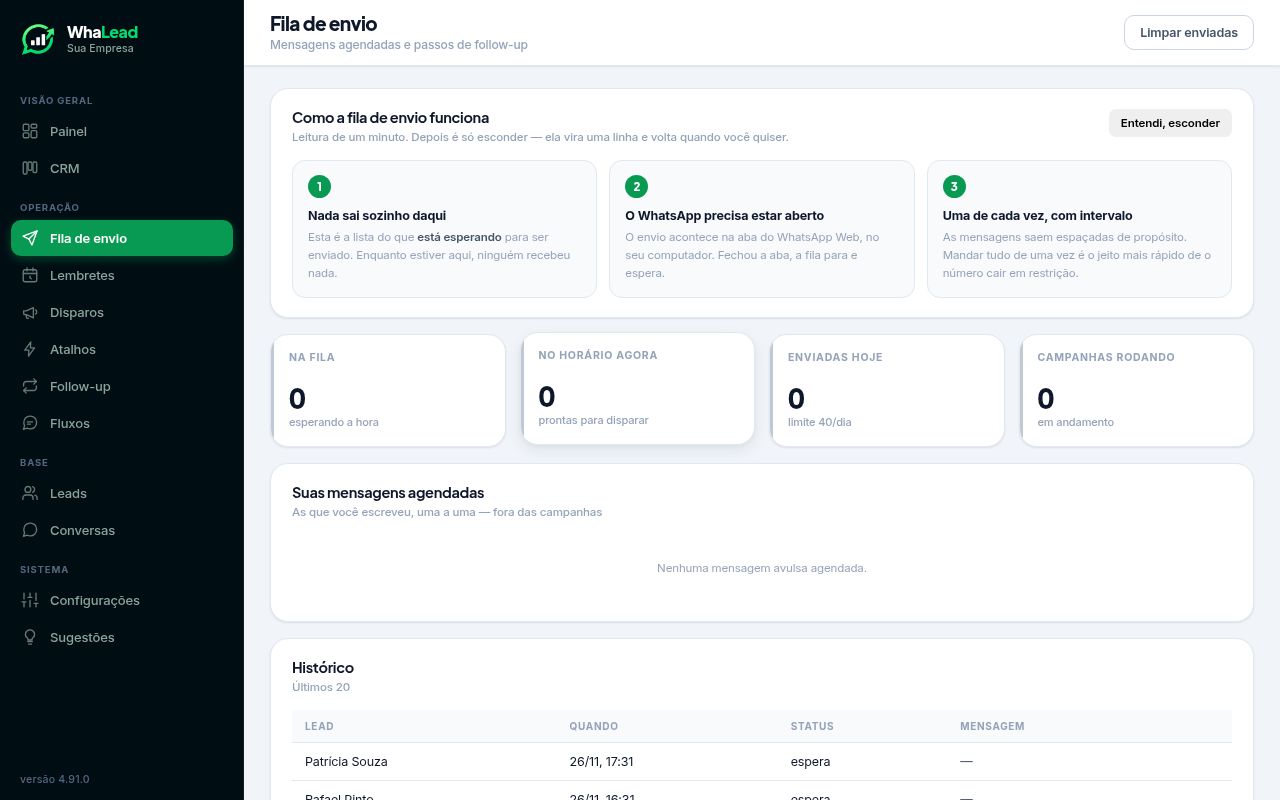 WhaLead
Sua Empresa
VISÃO GERAL
Painel
CRM
OPERAÇÃO
Fila de envio
Lembretes
Disparos
Atalhos
Follow-up
Fluxos
BASE
Leads
Conversas
SISTEMA
Configurações
Sugestões
versão 4.91.0
Fila de envio
Mensagens agendadas e passos de follow-up
Limpar enviadas
Como a fila de envio funciona
Leitura de um minuto. Depois é só esconder — ela vira uma linha e volta quando você quiser.
Entendi, esconder
1
Nada sai sozinho daqui
Esta é a lista do que está esperando para ser
enviado. Enquanto estiver aqui, ninguém recebeu
nada.
2
O WhatsApp precisa estar aberto
O envio acontece na aba do WhatsApp Web, no
seu computador. Fechou a aba, a fila para e
espera.
3
Uma de cada vez, com intervalo
As mensagens saem espaçadas de propósito.
Mandar tudo de uma vez é o jeito mais rápido de o
número cair em restrição.
NA FILA
0
esperando a hora
NO HORÁRIO AGORA
0
prontas para disparar
ENVIADAS HOJE
0
limite 40/dia
CAMPANHAS RODANDO
0
em andamento
Suas mensagens agendadas
As que você escreveu, uma a uma — fora das campanhas
Nenhuma mensagem avulsa agendada.
Histórico
Últimos 20
LEAD QUANDO STATUS MENSAGEM
Patrícia Souza 26/11, 17:31 espera —
Rafael Pinto 26/11, 16:31 espera —